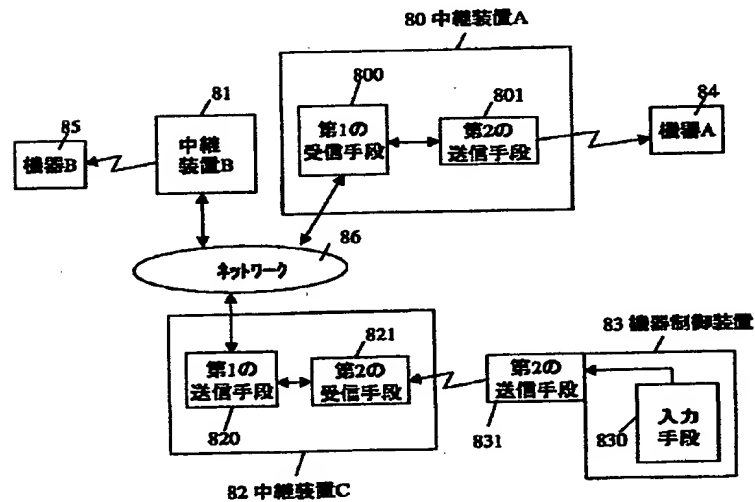 80 中継装置A
800
801
84
81
85
第1の
受信手段
第2の
送信手段
機器A
機器B
中継
装置B
86
ネットワーク
83 機器制御装置
821
第1の
送信手段
第2の
受信手段
第2の
送信手段
820
831
830
入力
手段
82 中継装置C